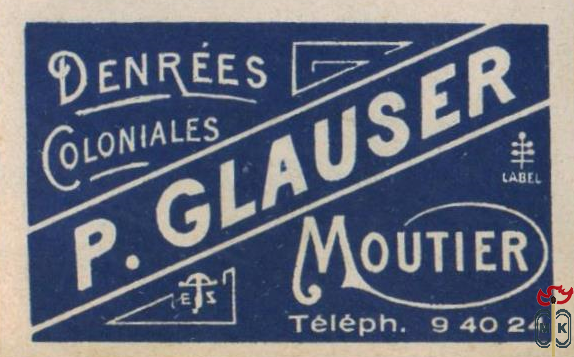 DENRÉES
COLONIALES
P. GLAUSER
LABEL
MOUTIER
E S
Téléph. 9 40 24
M K